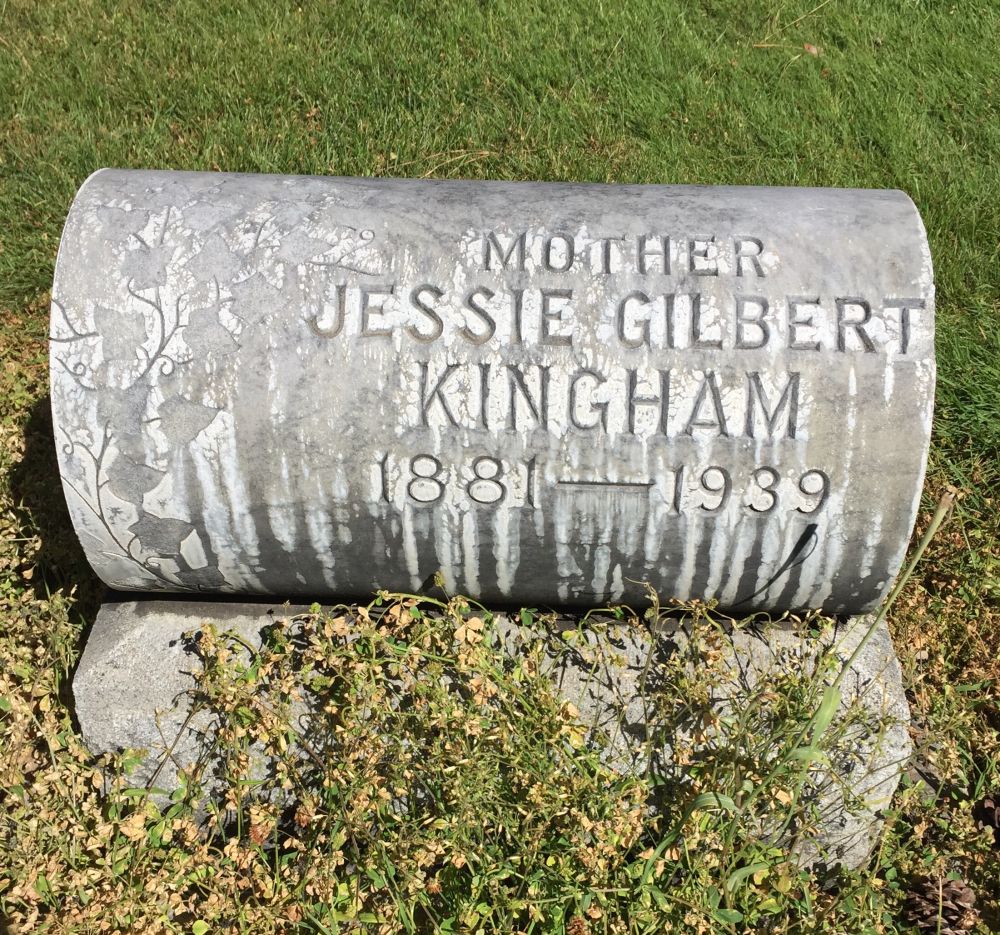 MOTHER
JESSIE GILBERT
KINGHAM
1881 — 1939